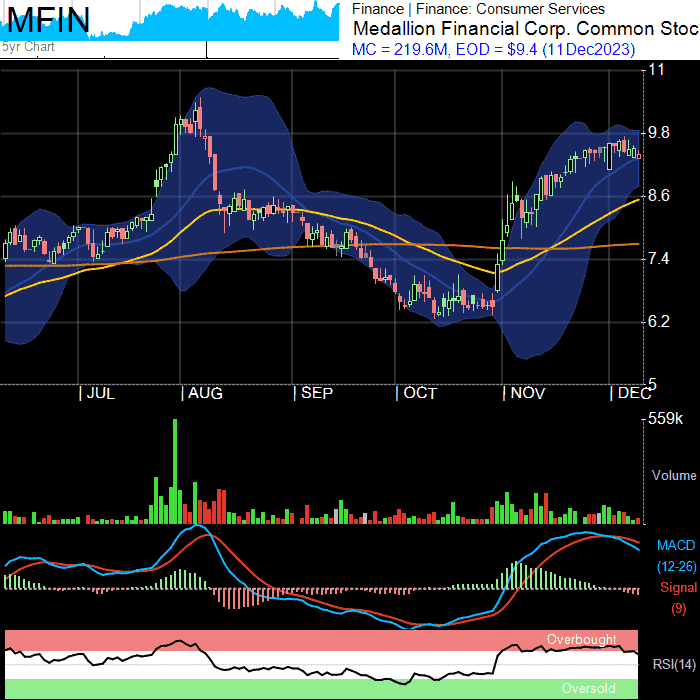 MFIN
5yr Chart
Finance | Finance: Consumer Services
Medallion Financial Corp. Common Stoc
MC = 219.6M, EOD = $9.4 (11Dec2023)
11
9.8
8.6
7.4
6.2
5
JUL
AUG
SEP
OCT
NOV
DEC
559k
Volume
MACD
(12-26)
Signal
(9)
Overbought
RSI(14)
Oversold